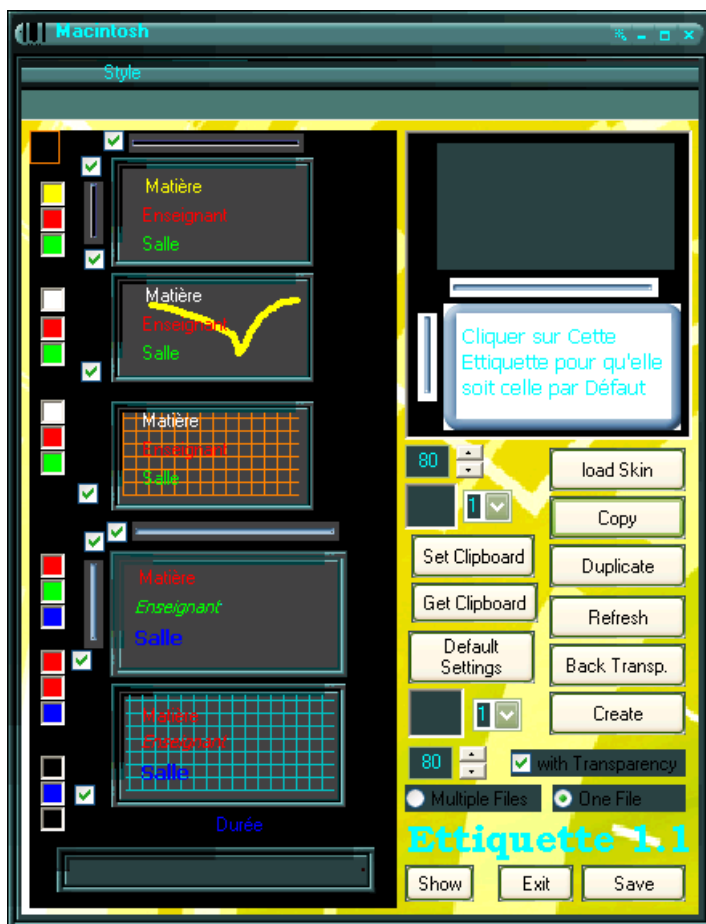 Macintosh
Style
Matière
Enseignant
Salle
Matière
Enseignant
Salle
Matière
Enseignant
Salle
Matière
Enseignant
Salle
Matière
Enseignant
Salle
Durée
Cliquer sur Cette
Ettiquette pour qu'elle
soit celle par Défaut
80
load Skin
1
Copy
Set Clipboard
Duplicate
Get Clipboard
Refresh
Default
Settings
Back Transp.
1
Create
80
with Transparency
Multiple Files
One File
Ettiquette 1.1
Show
Exit
Save